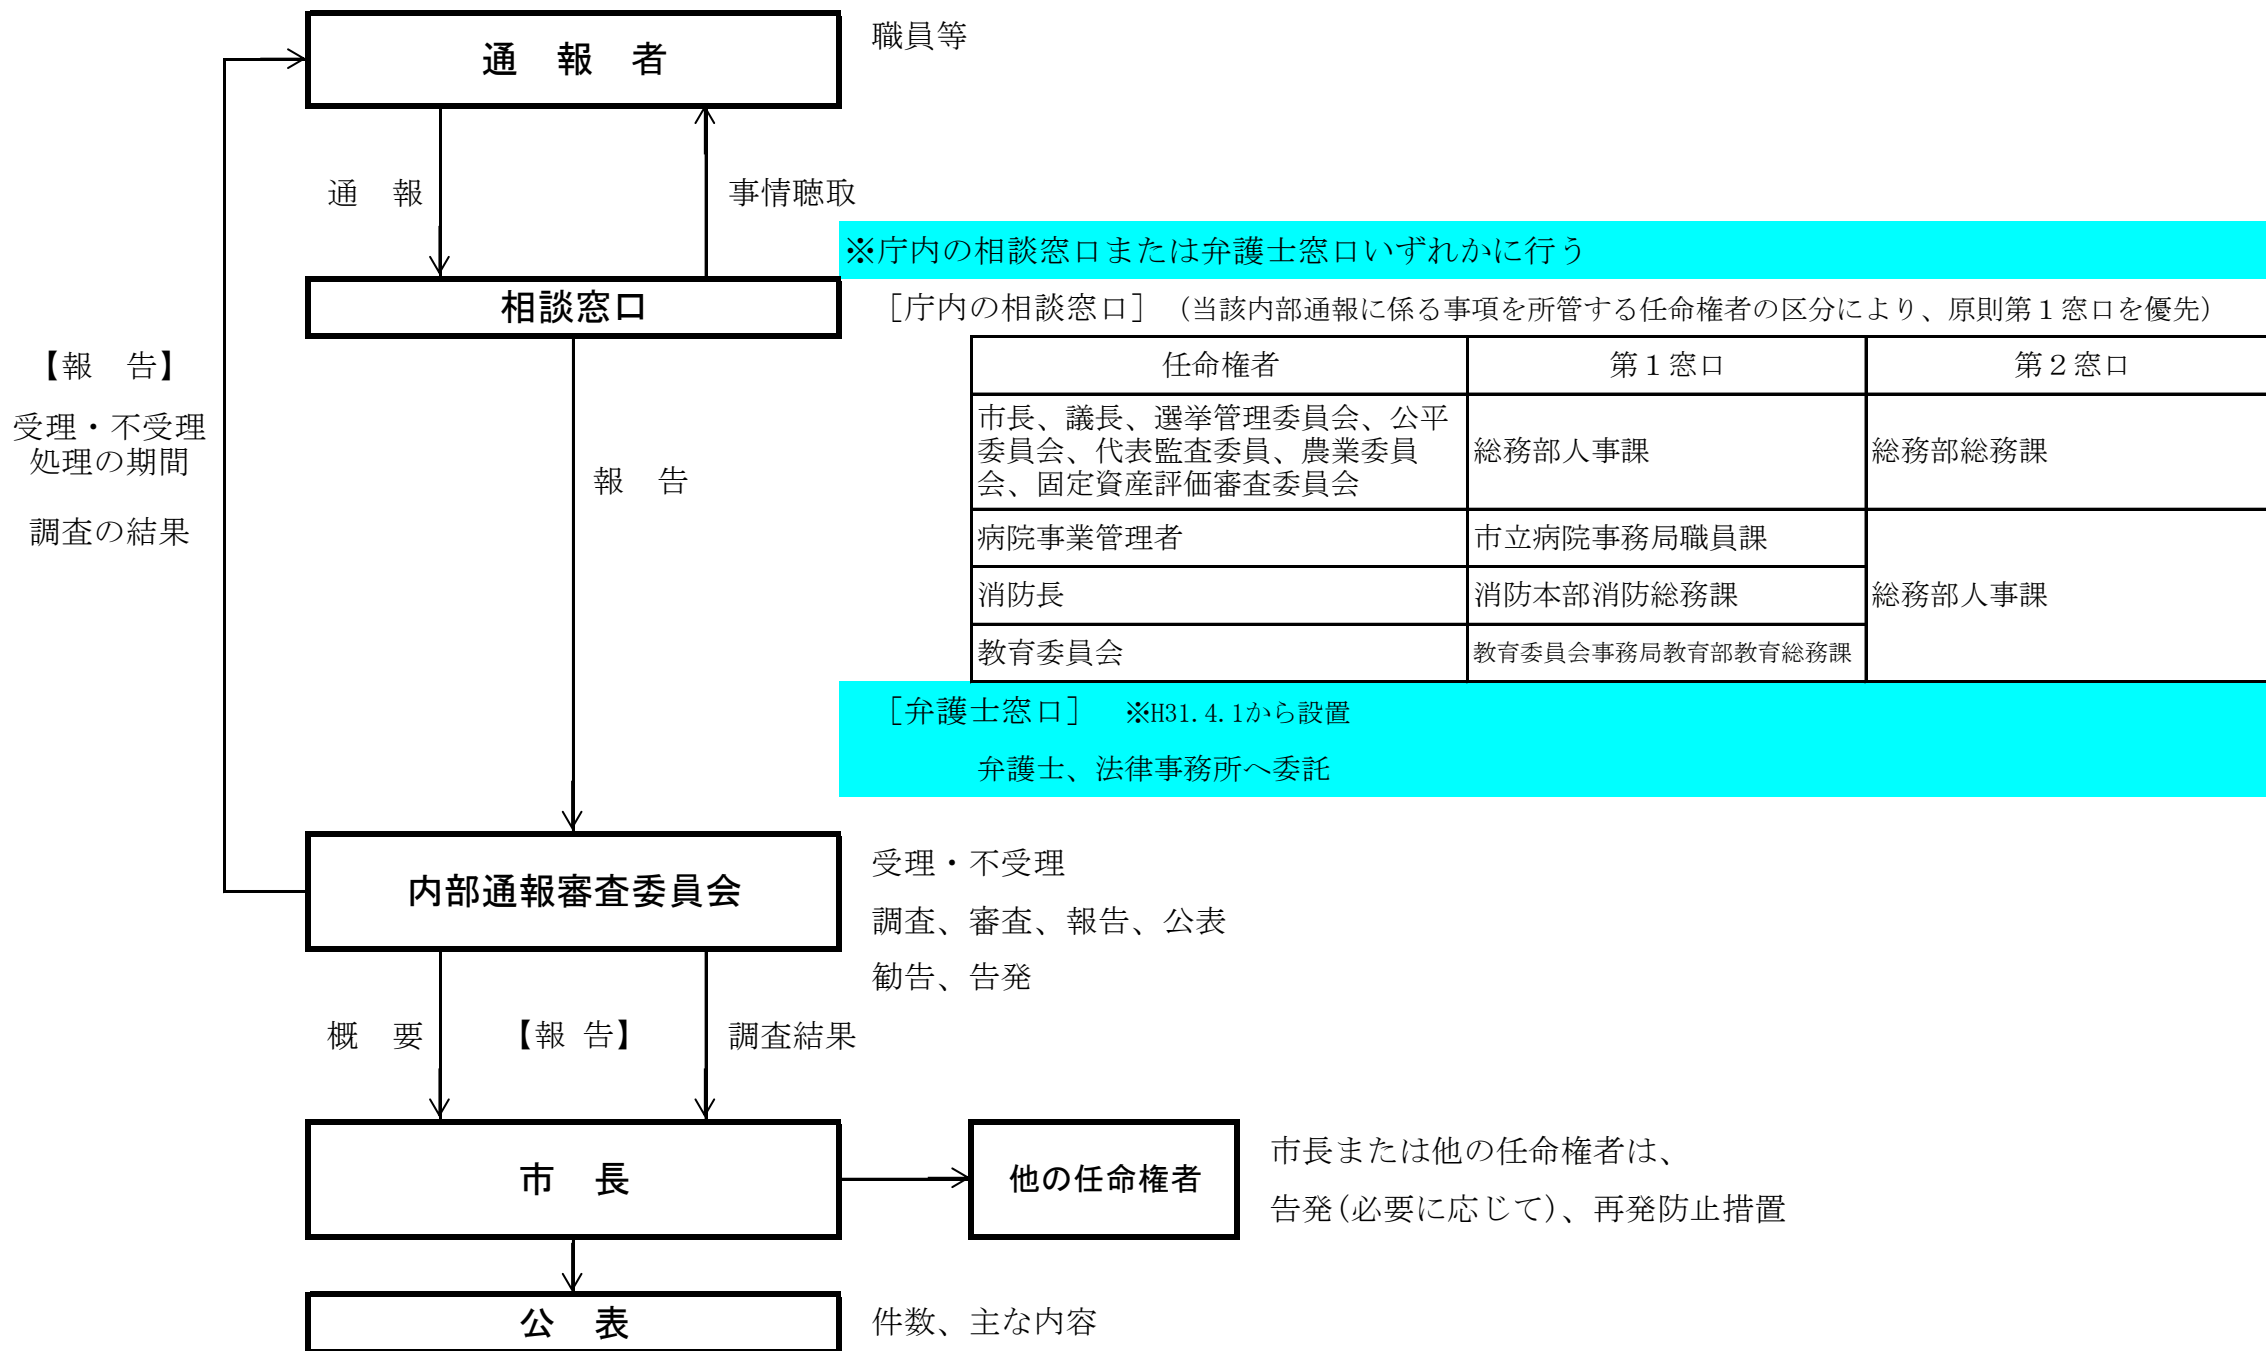 通　報　者
職員等
通　報
事情聴取
※庁内の相談窓口または弁護士窓口いずれかに行う
相談窓口
［庁内の相談窓口］（当該内部通報に係る事項を所管する任命権者の区分により、原則第１窓口を優先）
任命権者
第１窓口
第２窓口
市長、議長、選挙管理委員会、公平
委員会、代表監査委員、農業委員
会、固定資産評価審査委員会
総務部人事課
総務部総務課
病院事業管理者
市立病院事務局職員課
消防長
消防本部消防総務課
総務部人事課
教育委員会
教育委員会事務局教育部教育総務課
［弁護士窓口］　※H31.4.1から設置
弁護士、法律事務所へ委託
【報　告】
受理・不受理
処理の期間
調査の結果
報　告
内部通報審査委員会
受理・不受理
調査、審査、報告、公表
勧告、告発
概　要
【報 告】
調査結果
市　長
他の任命権者
市長または他の任命権者は、
告発(必要に応じて)、再発防止措置
公　表
件数、主な内容